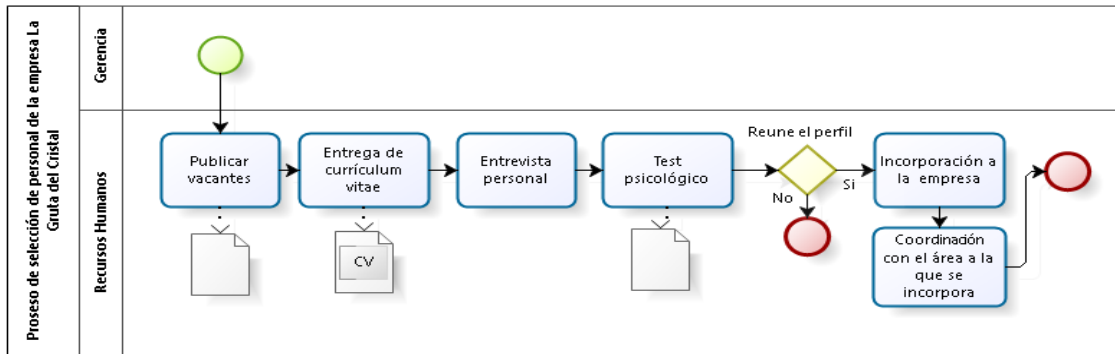 Proseso de selección de personal de la empresa La
Gruta del Cristal
Gerencia
Recursos Humanos
Publicar
vacantes
Entrega de
currículum
vitae
CV
Entrevista
personal
Test
psicológico
Reune el perfil
Si
No
Incorporación a
la empresa
Coordinación
con el área a la
que se
incorpora